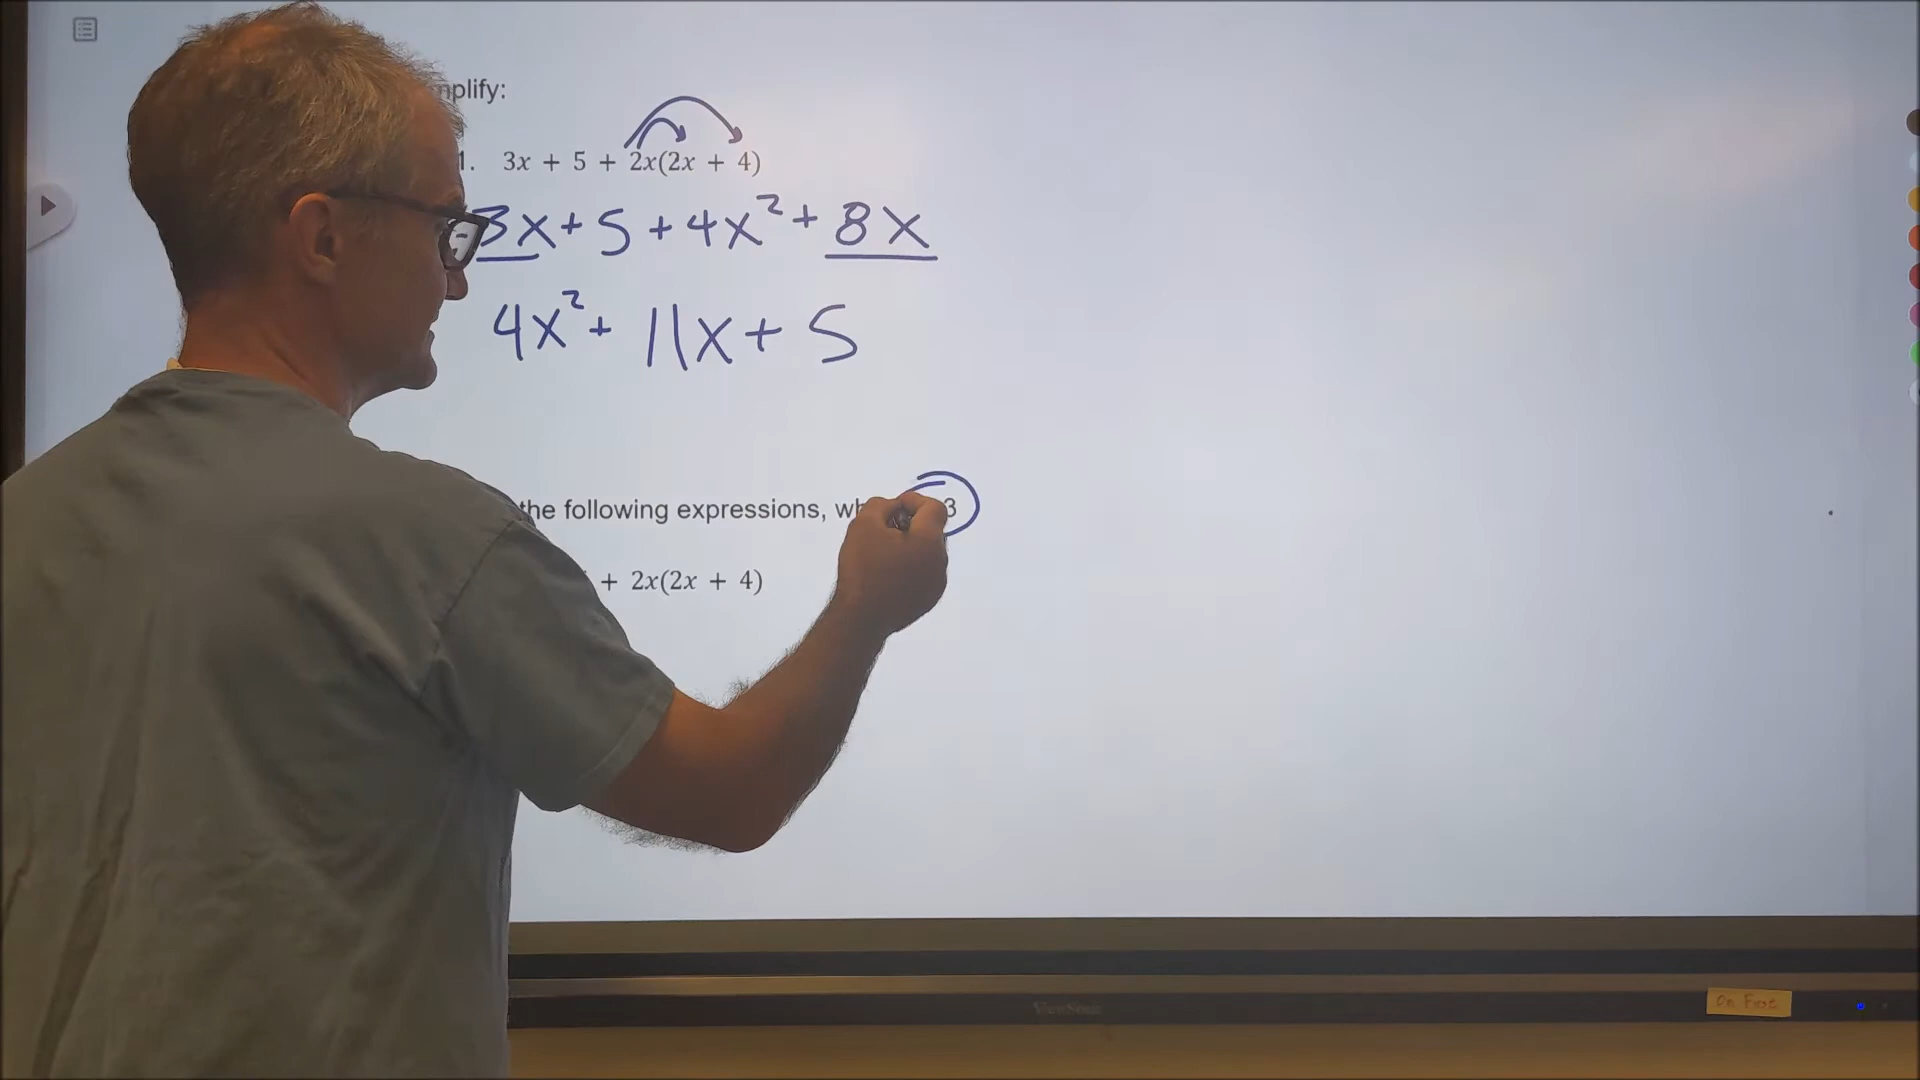 mplify:
1. 3x + 5 + 2x(2x + 4)
3x + 5 + 4x² + 8x
4x² + 11x + 5
the following expressions, wh 3
+ 2x(2x + 4)
ViewSonic
On First